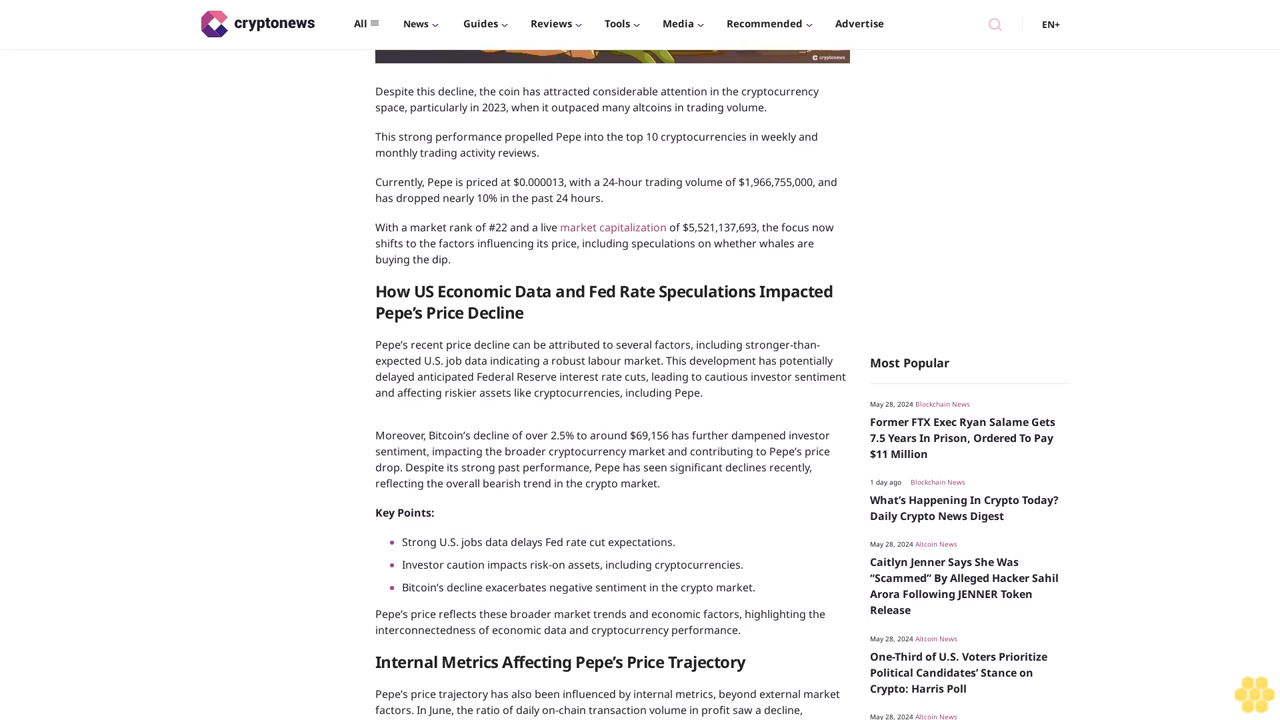 cryptonews
All
News
Guides
Reviews
Tools
Media
Recommended
Advertise
EN+
cryptonews
Despite this decline, the coin has attracted considerable attention in the cryptocurrency
space, particularly in 2023, when it outpaced many altcoins in trading volume.
This strong performance propelled Pepe into the top 10 cryptocurrencies in weekly and
monthly trading activity reviews.
Currently, Pepe is priced at $0.000013, with a 24-hour trading volume of $1,966,755,000, and
has dropped nearly 10% in the past 24 hours.
With a market rank of #22 and a live market capitalization of $5,521,137,693, the focus now
shifts to the factors influencing its price, including speculations on whether whales are
buying the dip.
How US Economic Data and Fed Rate Speculations Impacted
Pepe’s Price Decline
Pepe’s recent price decline can be attributed to several factors, including stronger-than-
expected U.S. job data indicating a robust labour market. This development has potentially
delayed anticipated Federal Reserve interest rate cuts, leading to cautious investor sentiment
and affecting riskier assets like cryptocurrencies, including Pepe.
Moreover, Bitcoin’s decline of over 2.5% to around $69,156 has further dampened investor
sentiment, impacting the broader cryptocurrency market and contributing to Pepe’s price
drop. Despite its strong past performance, Pepe has seen significant declines recently,
reflecting the overall bearish trend in the crypto market.
Key Points:
Strong U.S. jobs data delays Fed rate cut expectations.
Investor caution impacts risk-on assets, including cryptocurrencies.
Bitcoin’s decline exacerbates negative sentiment in the crypto market.
Pepe’s price reflects these broader market trends and economic factors, highlighting the
interconnectedness of economic data and cryptocurrency performance.
Internal Metrics Affecting Pepe’s Price Trajectory
Pepe’s price trajectory has also been influenced by internal metrics, beyond external market
factors. In June, the ratio of daily on-chain transaction volume in profit saw a decline,
Most Popular
May 28, 2024 Blockchain News
Former FTX Exec Ryan Salame Gets
7.5 Years In Prison, Ordered To Pay
$11 Million
1 day ago Blockchain News
What’s Happening In Crypto Today?
Daily Crypto News Digest
May 28, 2024 Altcoin News
Caitlyn Jenner Says She Was
“Scammed” By Alleged Hacker Sahil
Arora Following JENNER Token
Release
May 28, 2024 Altcoin News
One-Third of U.S. Voters Prioritize
Political Candidates’ Stance on
Crypto: Harris Poll
May 28, 2024 Altcoin News